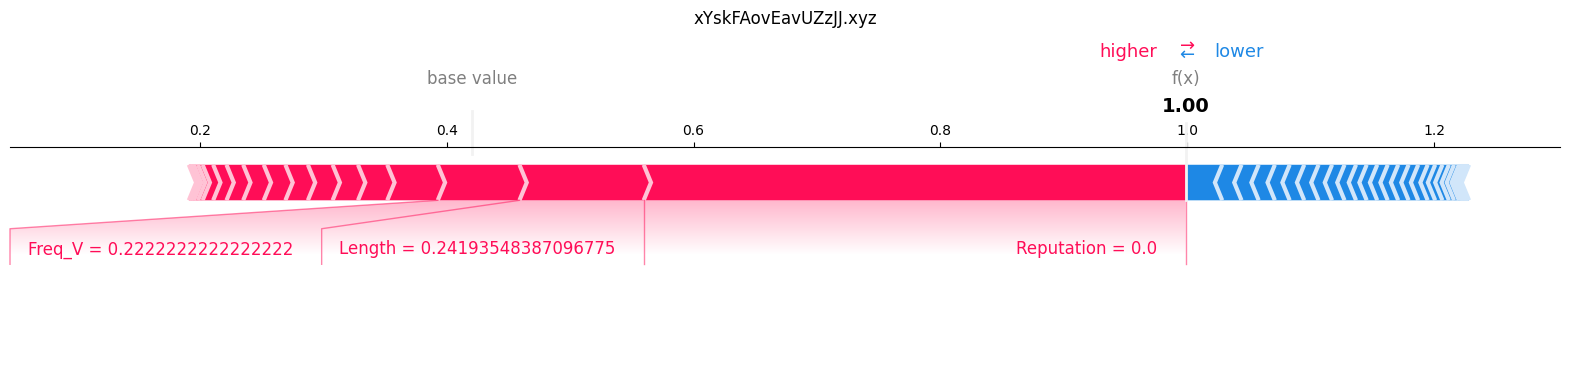 xYskFAovEavUZzJJ.xyz
higher ⇄ lower
base value f(x)
1.00
0.2 0.4 0.6 0.8 1.0 1.2
Freq_V = 0.2222222222222222 Length = 0.24193548387096775 Reputation = 0.0